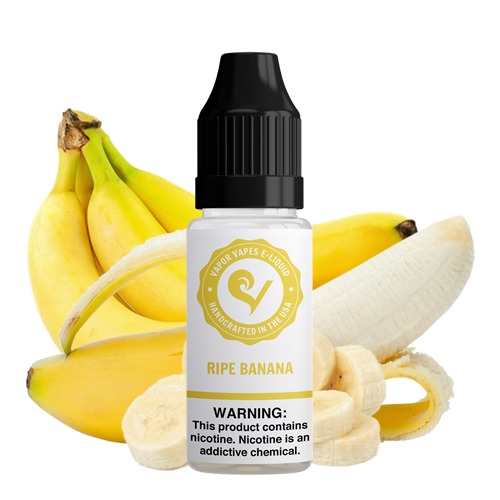 VAPOR VAPES E-LIQUID
HANDCRAFTED IN THE USA
RIPE BANANA
WARNING:
This product contains
nicotine. Nicotine is an
addictive chemical.